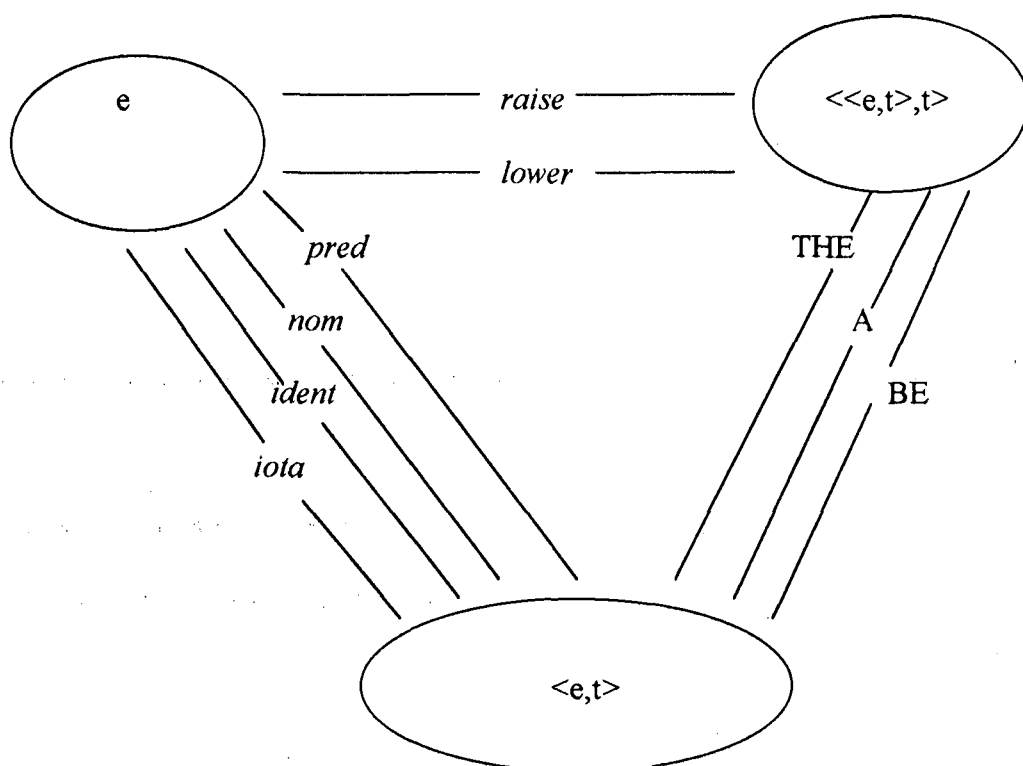 e
<<e,t>,t>
raise
lower
pred
THE
nom
A
ident
BE
iota
<e,t>